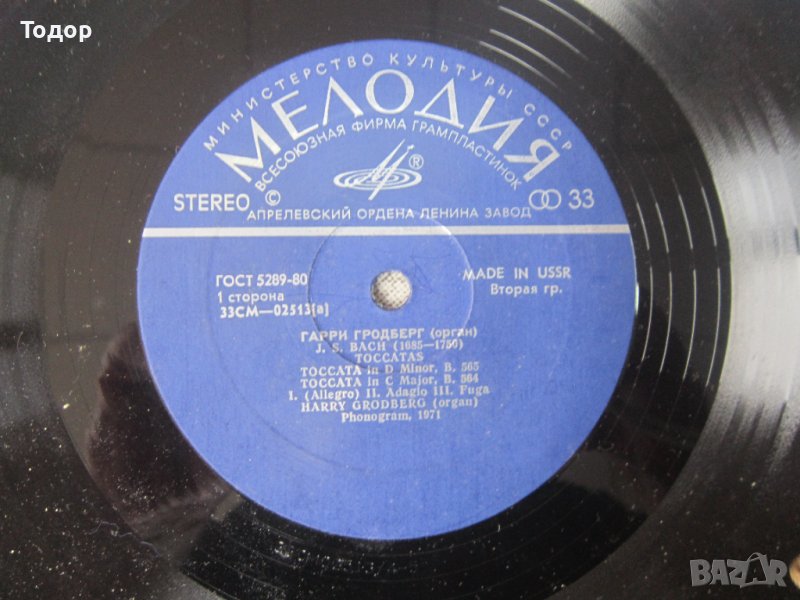 Тодор
МИНИСТЕРСТВО КУЛЬТУРЫ СССР
МЕЛОДИЯ
ВСЕСОЮЗНАЯ ФИРМА ГРАМПЛАСТИНОК
STEREO © ® 33
АПРЕЛЕВСКИЙ ОРДЕНА ЛЕНИНА ЗАВОД
ГОСТ 5289-80 MADE IN USSR
1 сторона Вторая гр.
33СМ—02513(а)
ГАРРИ ГРОДБЕРГ (орган)
J. S. BACH (1685—1750)
TOCCATAS
TOCCATA in D Minor, B. 565
TOCCATA in C Major, B. 564
I. (Allegro) II. Adagio III. Fuga
HARRY GRODBERG (organ)
Phonogram, 1971
BAZAR